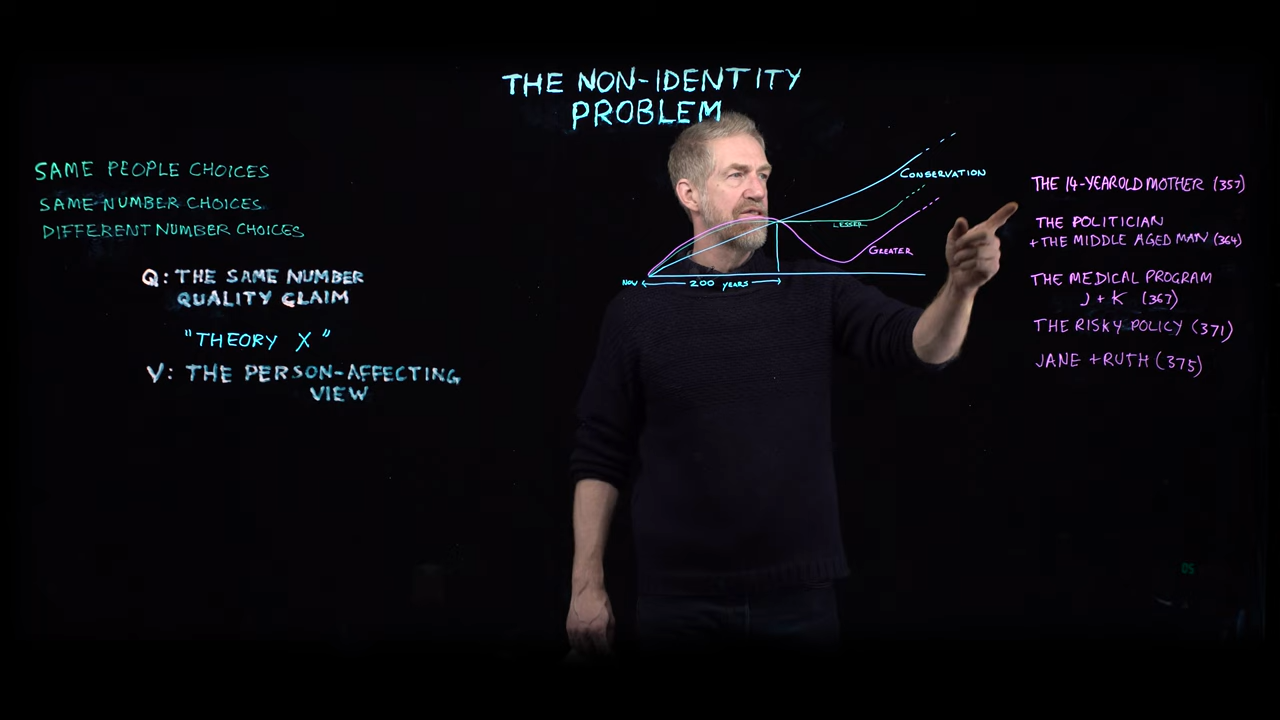 THE NON-IDENTITY
PROBLEM
SAME PEOPLE CHOICES
SAME NUMBER CHOICES
DIFFERENT NUMBER CHOICES
Q: THE SAME NUMBER
QUALITY CLAIM
"THEORY X"
V: THE PERSON-AFFECTING
VIEW
CONSERVATION
LESSER
GREATER
NOW
200 YEARS
THE 14-YEAR OLD MOTHER (357)
THE POLITICIAN
+ THE MIDDLE AGED MAN (364)
THE MEDICAL PROGRAM
J + K (367)
THE RISKY POLICY (371)
JANE + RUTH (375)